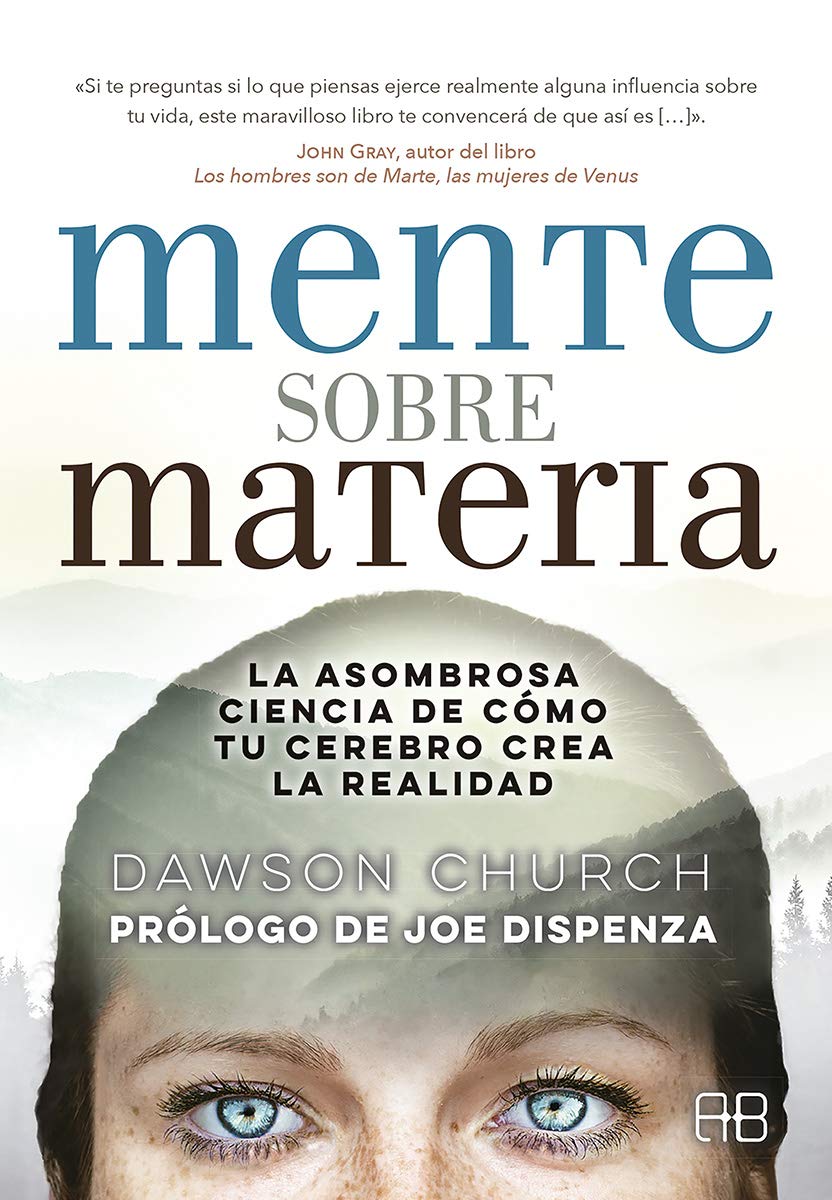 «Si te preguntas si lo que piensas ejerce realmente alguna influencia sobre
tu vida, este maravilloso libro te convencerá de que así es [...]».
John Gray, autor del libro
Los hombres son de Marte, las mujeres de Venus
menTe
SOBRE
maTerIa
LA ASOMBROSA
CIENCIA DE CÓMO
TU CEREBRO CREA
LA REALIDAD
DAWSON CHURCH
PRÓLOGO DE JOE DISPENZA
AB